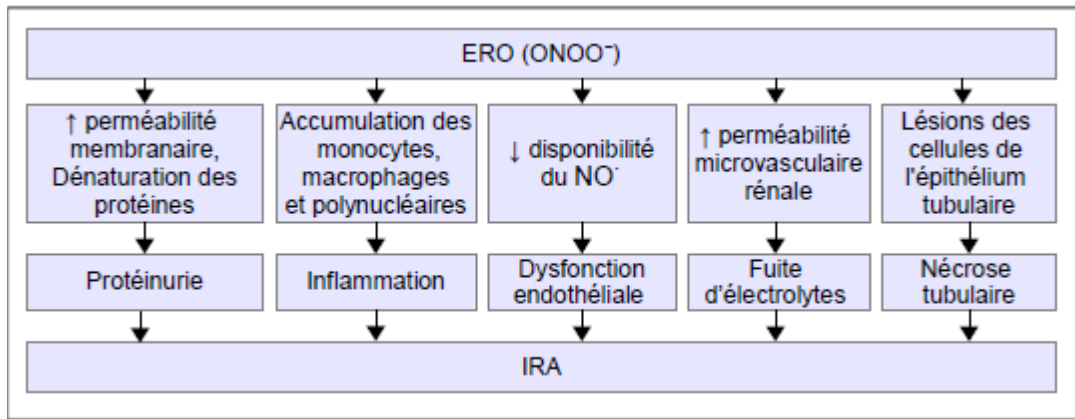 ERO (ONOO⁻)
↑ perméabilité
membranaire,
Dénaturation des
protéines
Accumulation des
monocytes,
macrophages
et polynucléaires
↓ disponibilité
du NO·
↑ perméabilité
microvasculaire
rénale
Lésions des
cellules de
l'épithélium
tubulaire
Protéinurie
Inflammation
Dysfonction
endothéliale
Fuite
d'électrolytes
Nécrose
tubulaire
IRA